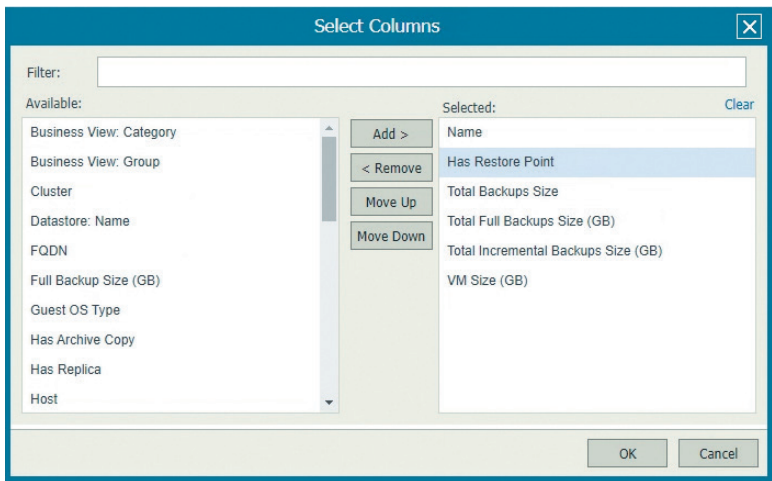 Select Columns
Filter:
Available:
Business View: Category
Business View: Group
Cluster
Datastore: Name
FQDN
Full Backup Size (GB)
Guest OS Type
Has Archive Copy
Has Replica
Host
Add >
< Remove
Move Up
Move Down
Selected:
Clear
Name
Has Restore Point
Total Backups Size
Total Full Backups Size (GB)
Total Incremental Backups Size (GB)
VM Size (GB)
OK
Cancel